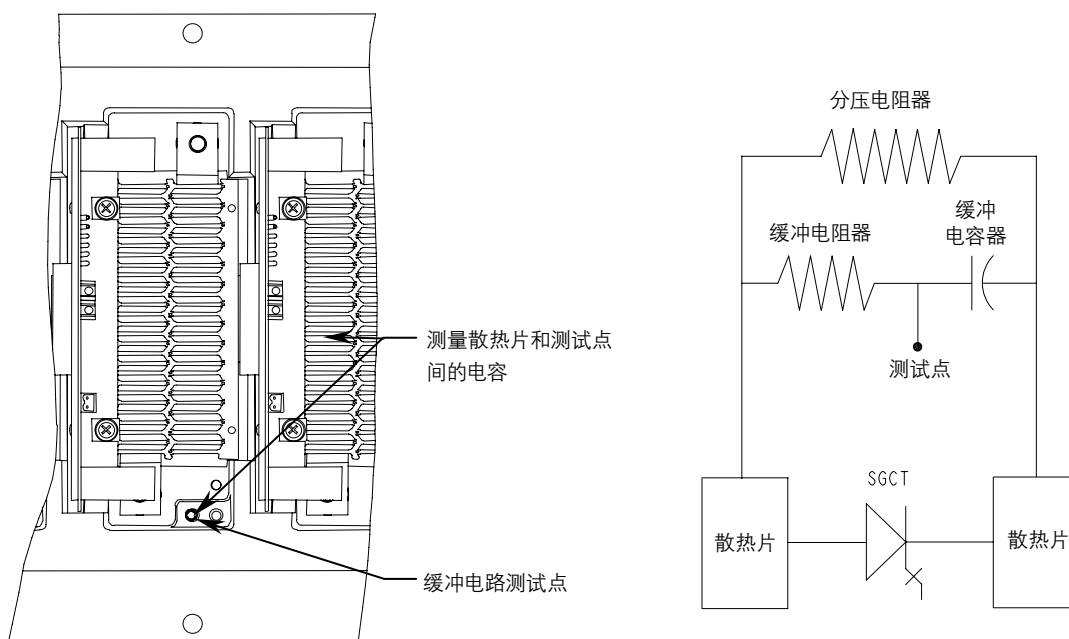 测量散热片和测试点
间的电容
缓冲电路测试点
分压电阻器
缓冲电阻器
缓冲
电容器
测试点
SGCT
散热片
散热片